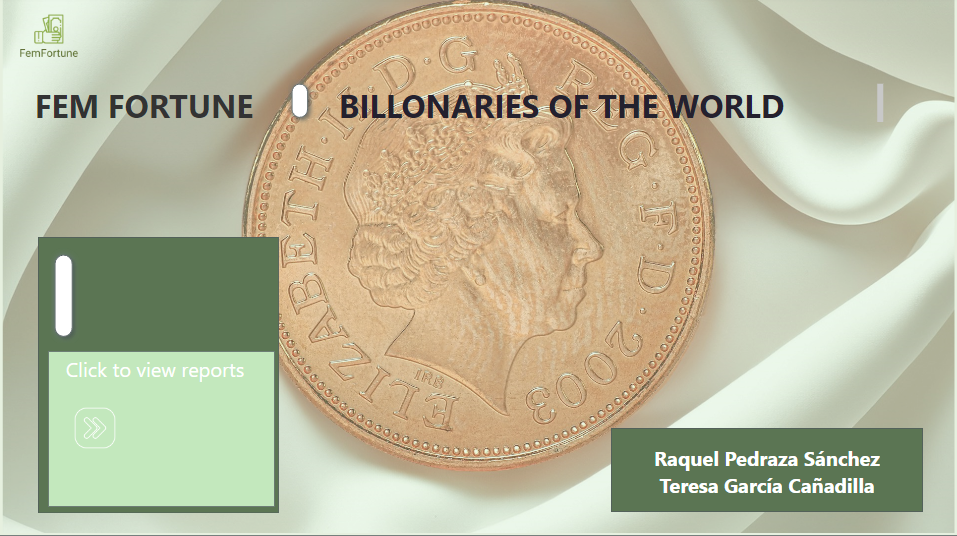 FemFortune
FEM FORTUNE
BILLONARIES OF THE WORLD
ELIZABETH·II·D·G
REG·F·D·2003
IRB
Click to view reports
Raquel Pedraza Sánchez
Teresa García Cañadilla